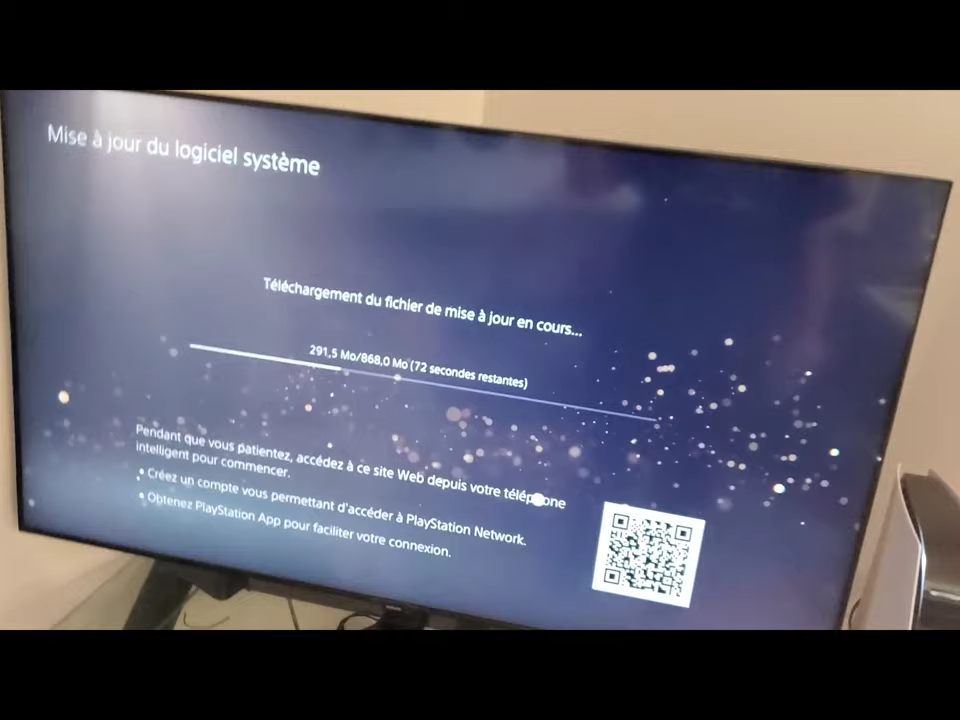 Mise à jour du logiciel système
Téléchargement du fichier de mise à jour en cours...
291,5 Mo/868,0 Mo (72 secondes restantes)
Pendant que vous patientez, accédez à ce site Web depuis votre téléphone
intelligent pour commencer.
• Créez un compte vous permettant d'accéder à PlayStation Network.
• Obtenez PlayStation App pour faciliter votre connexion.